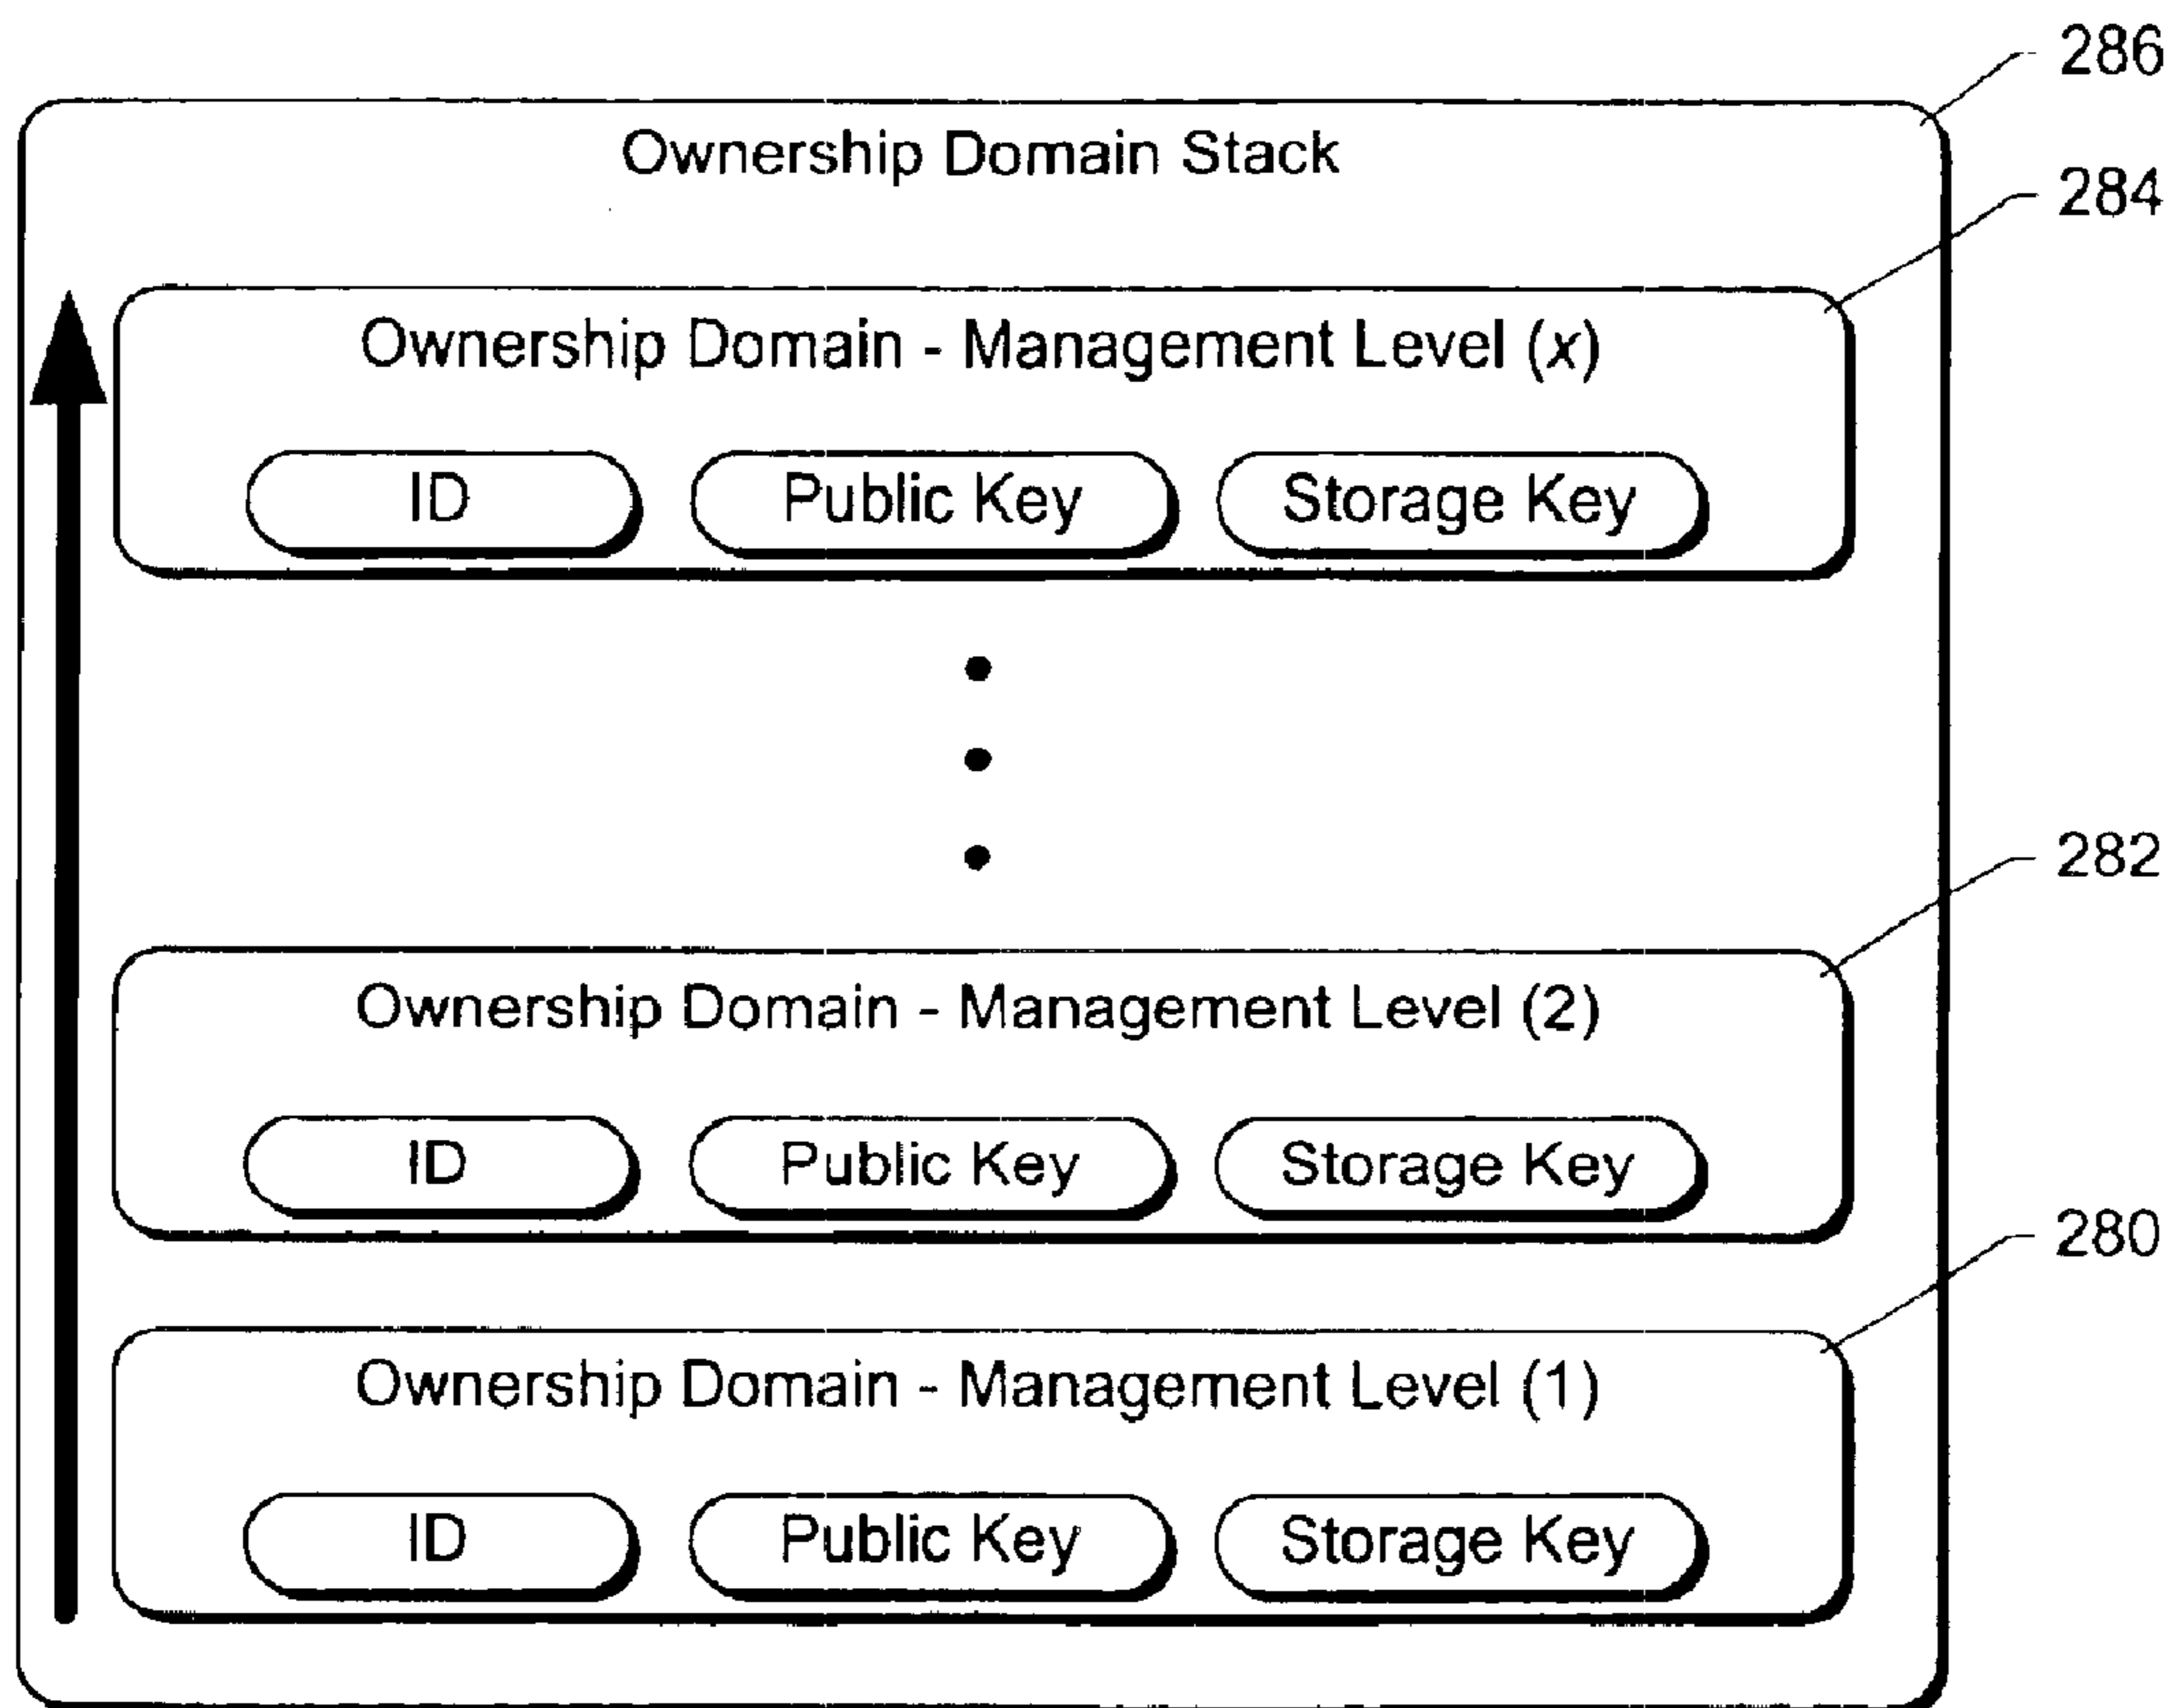 286
Ownership Domain Stack
284
Ownership Domain - Management Level (x)
ID Public Key Storage Key
282
Ownership Domain - Management Level (2)
ID Public Key Storage Key
280
Ownership Domain - Management Level (1)
ID Public Key Storage Key